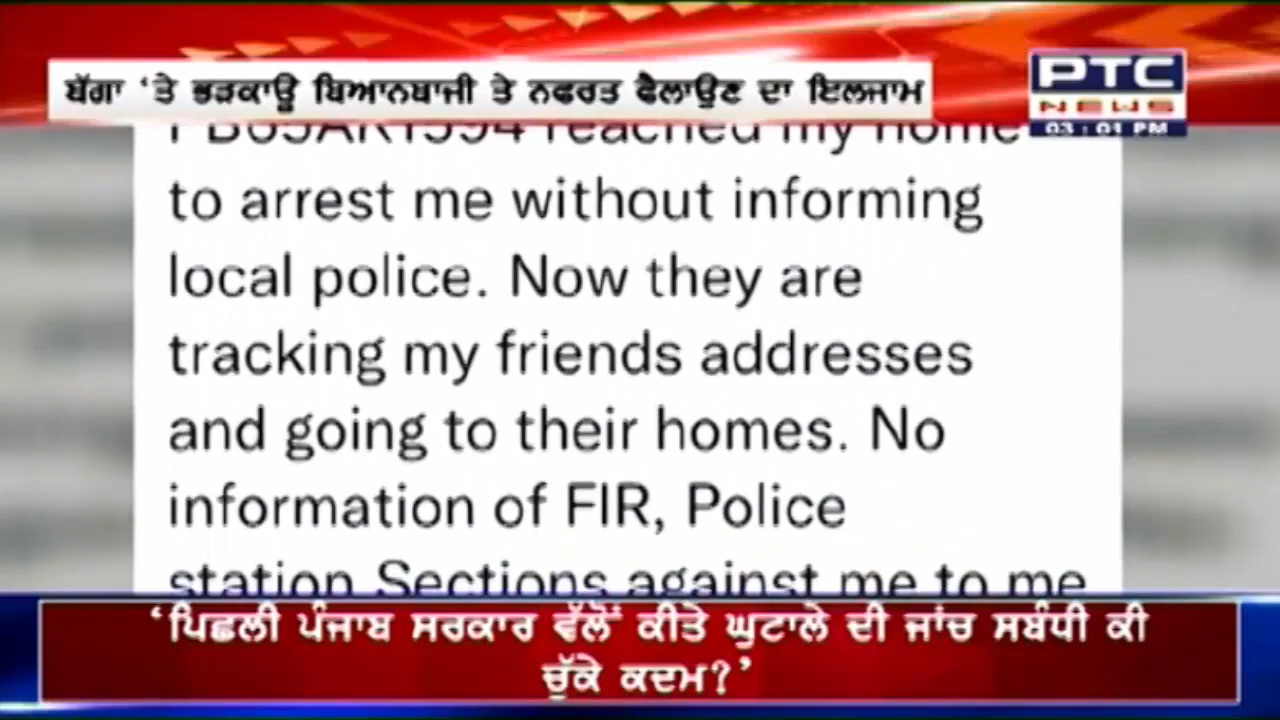 ਬੱਗਾ ‘ਤੇ ਭੜਕਾਊ ਬਿਆਨਬਾਜੀ ਤੇ ਨਫਰਤ ਫੈਲਾਉਣ ਦਾ ਇਲਜਾਮ
PTC
NEWS
03:01 PM
reached my home
to arrest me without informing
local police. Now they are
tracking my friends addresses
and going to their homes. No
information of FIR, Police
station Sections against me to me
‘ਪਿਛਲੀ ਪੰਜਾਬ ਸਰਕਾਰ ਵੱਲੋਂ ਕੀਤੇ ਘੁਟਾਲੇ ਦੀ ਜਾਂਚ ਸਬੰਧੀ ਕੀ
ਚੁੱਕੇ ਕਦਮ?’